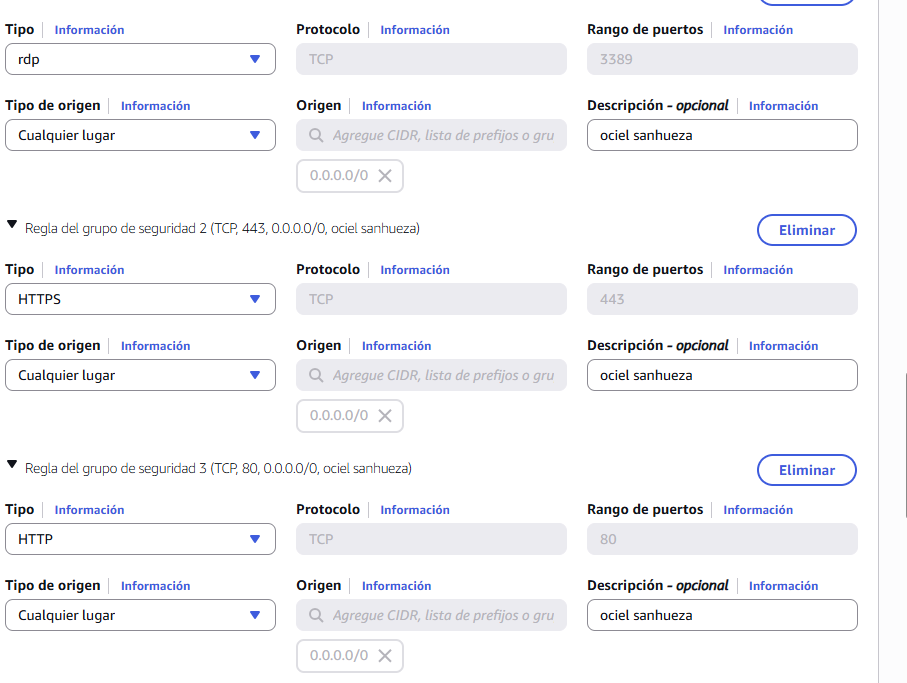 Tipo Información Protocolo Información Rango de puertos Información
rdp TCP 3389
Tipo de origen Información Origen Información Descripción - opcional Información
Cualquier lugar Agregue CIDR, lista de prefijos o gru ociel sanhueza
0.0.0.0/0
Regla del grupo de seguridad 2 (TCP, 443, 0.0.0.0/0, ociel sanhueza) Eliminar
Tipo Información Protocolo Información Rango de puertos Información
HTTPS TCP 443
Tipo de origen Información Origen Información Descripción - opcional Información
Cualquier lugar Agregue CIDR, lista de prefijos o gru ociel sanhueza
0.0.0.0/0
Regla del grupo de seguridad 3 (TCP, 80, 0.0.0.0/0, ociel sanhueza) Eliminar
Tipo Información Protocolo Información Rango de puertos Información
HTTP TCP 80
Tipo de origen Información Origen Información Descripción - opcional Información
Cualquier lugar Agregue CIDR, lista de prefijos o gru ociel sanhueza
0.0.0.0/0